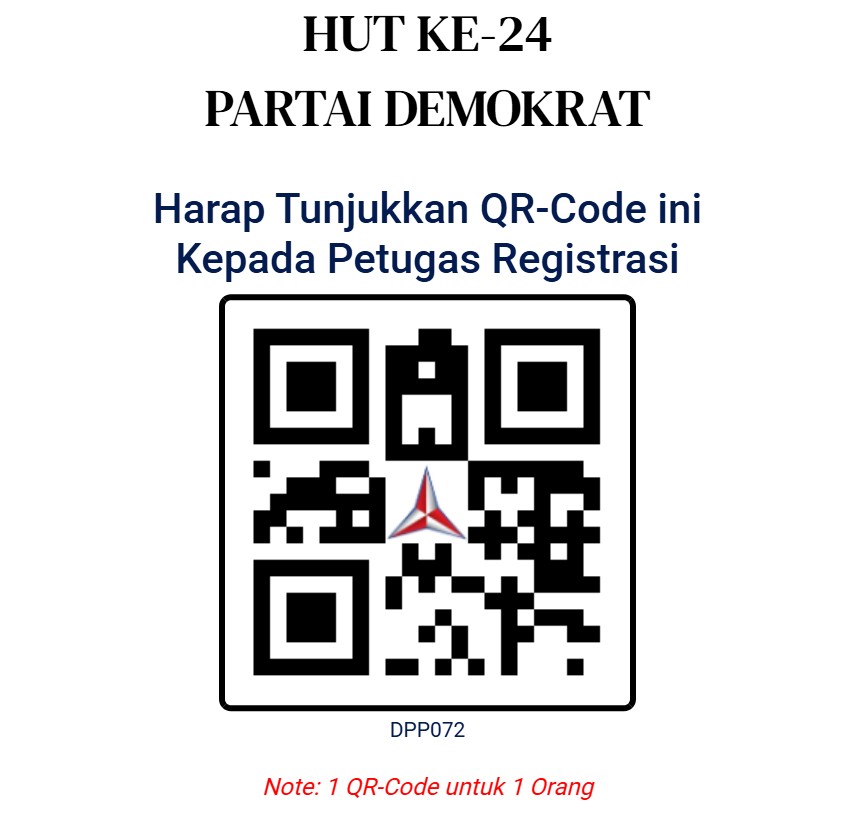 HUT KE-24
PARTAI DEMOKRAT
Harap Tunjukkan QR-Code ini
Kepada Petugas Registrasi
DPP072
Note: 1 QR-Code untuk 1 Orang